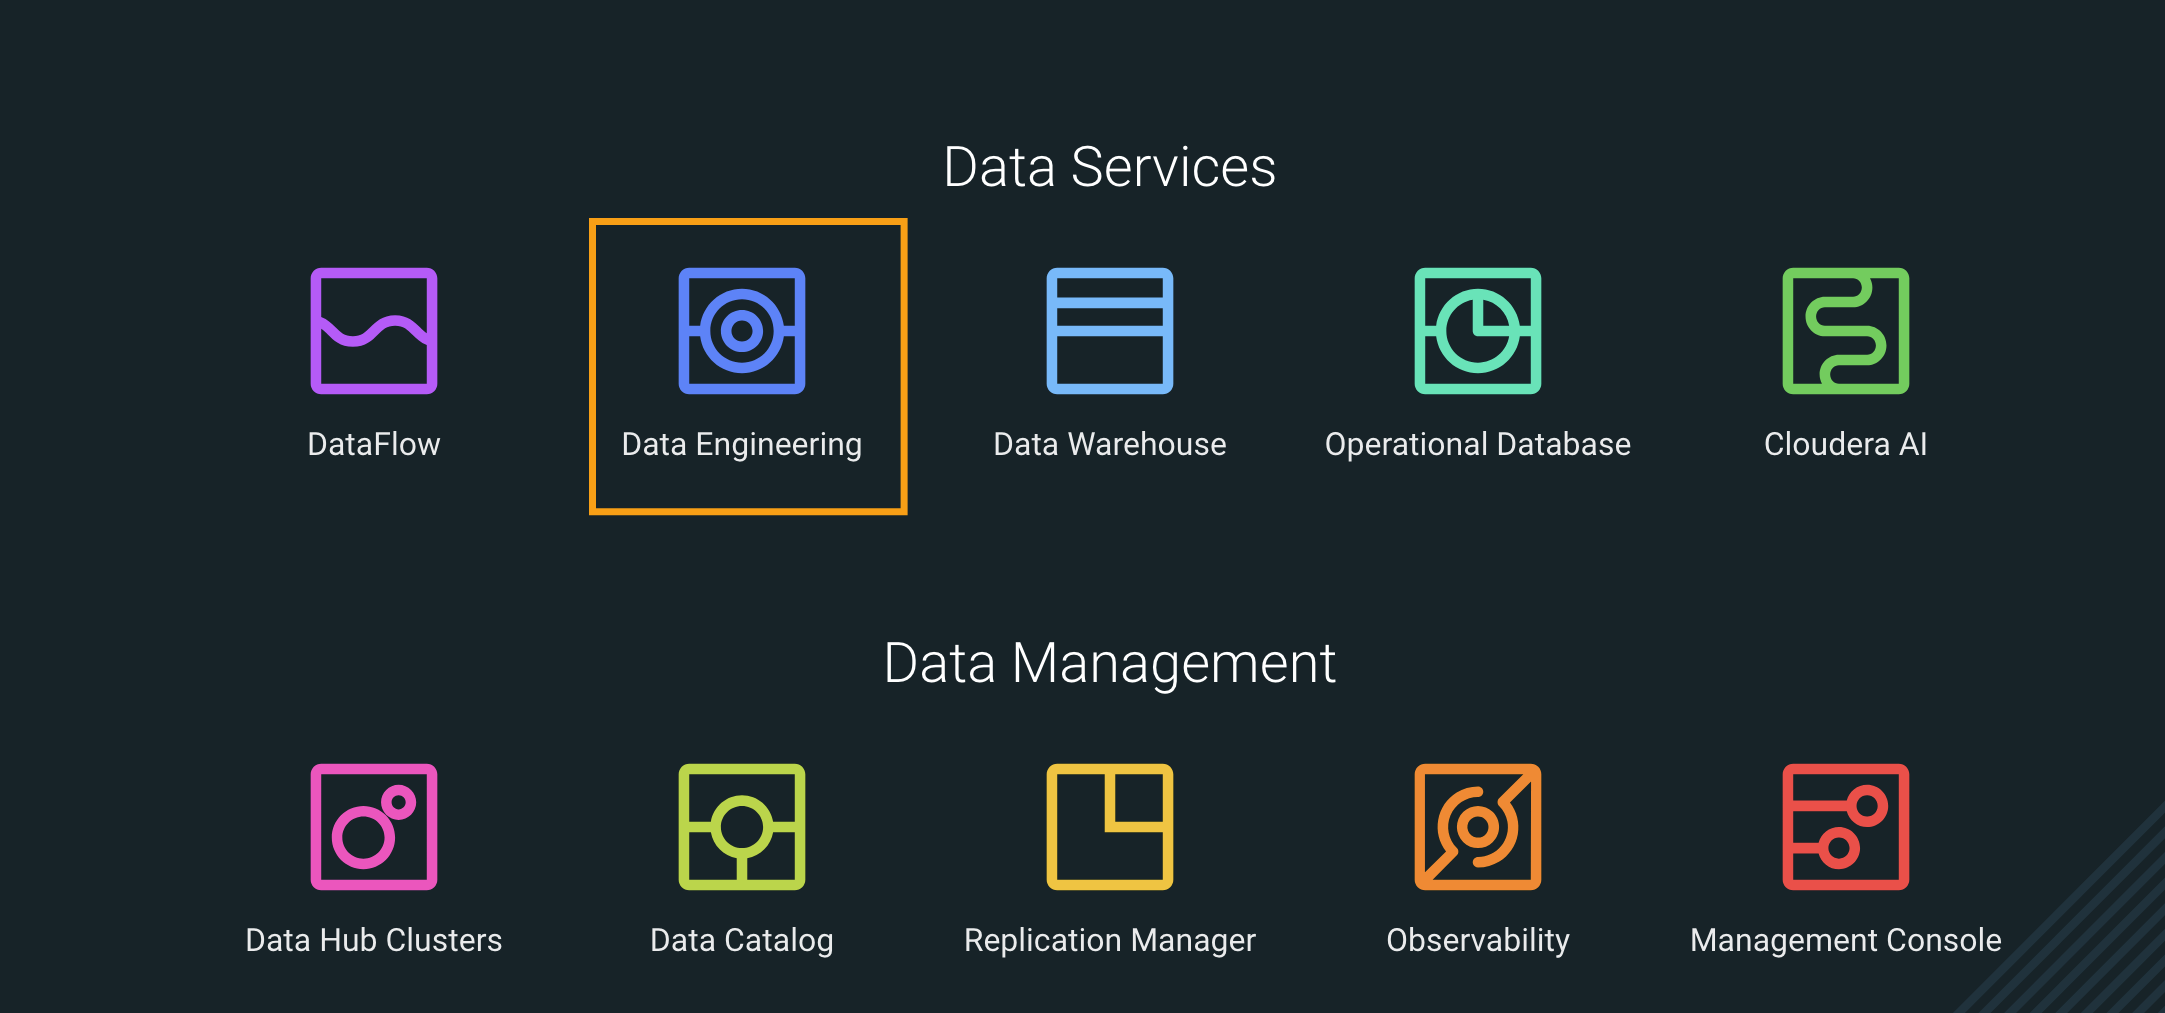 Data Services
DataFlow
Data Engineering
Data Warehouse
Operational Database
Cloudera AI
Data Management
Data Hub Clusters
Data Catalog
Replication Manager
Observability
Management Console